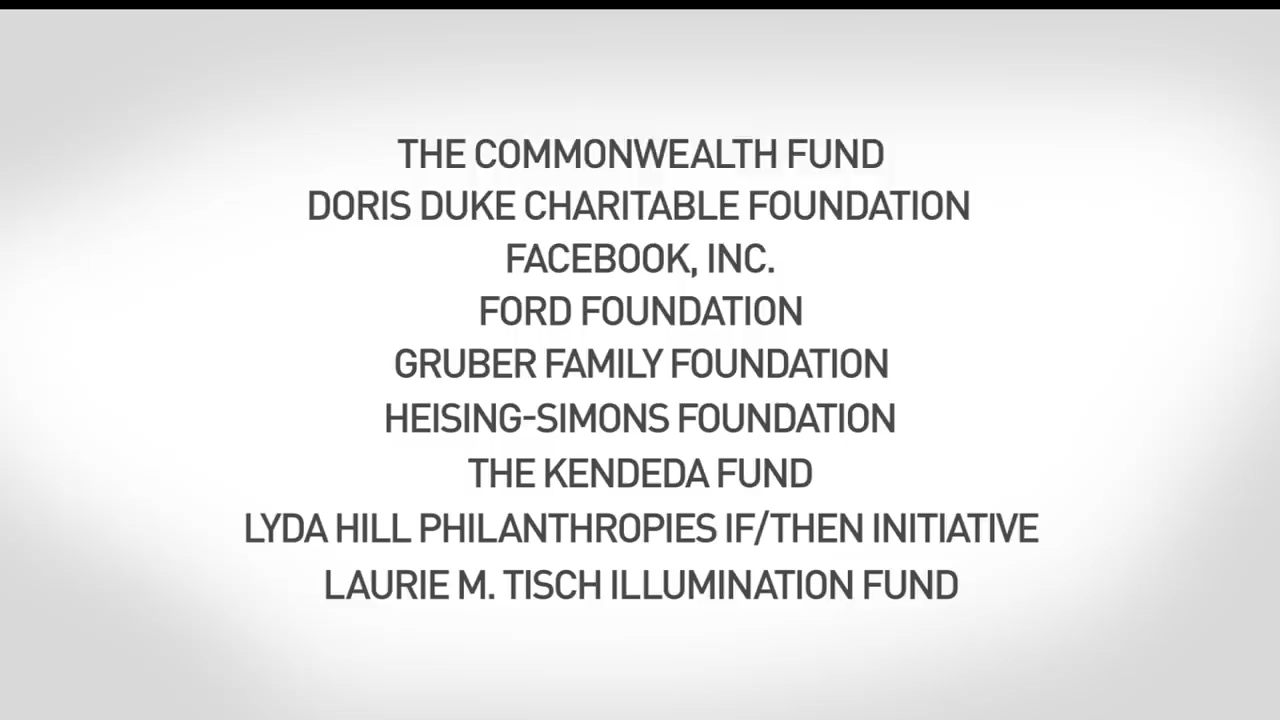 THE COMMONWEALTH FUND
DORIS DUKE CHARITABLE FOUNDATION
FACEBOOK, INC.
FORD FOUNDATION
GRUBER FAMILY FOUNDATION
HEISING-SIMONS FOUNDATION
THE KENDEDA FUND
LYDA HILL PHILANTHROPIES IF/THEN INITIATIVE
LAURIE M. TISCH ILLUMINATION FUND